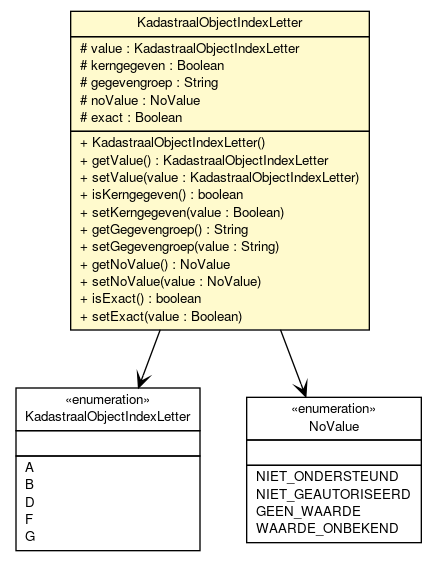 KadastraalObjectIndexLetter
# value : KadastraalObjectIndexLetter
# kerngegeven : Boolean
# gegevengroep : String
# noValue : NoValue
# exact : Boolean
+ KadastraalObjectIndexLetter()
+ getValue() : KadastraalObjectIndexLetter
+ setValue(value : KadastraalObjectIndexLetter)
+ isKerngegeven() : boolean
+ setKerngegeven(value : Boolean)
+ getGegevengroep() : String
+ setGegevengroep(value : String)
+ getNoValue() : NoValue
+ setNoValue(value : NoValue)
+ isExact() : boolean
+ setExact(value : Boolean)
«enumeration»
KadastraalObjectIndexLetter
A
B
D
F
G
«enumeration»
NoValue
NIET_ONDERSTEUND
NIET_GEAUTORISEERD
GEEN_WAARDE
WAARDE_ONBEKEND